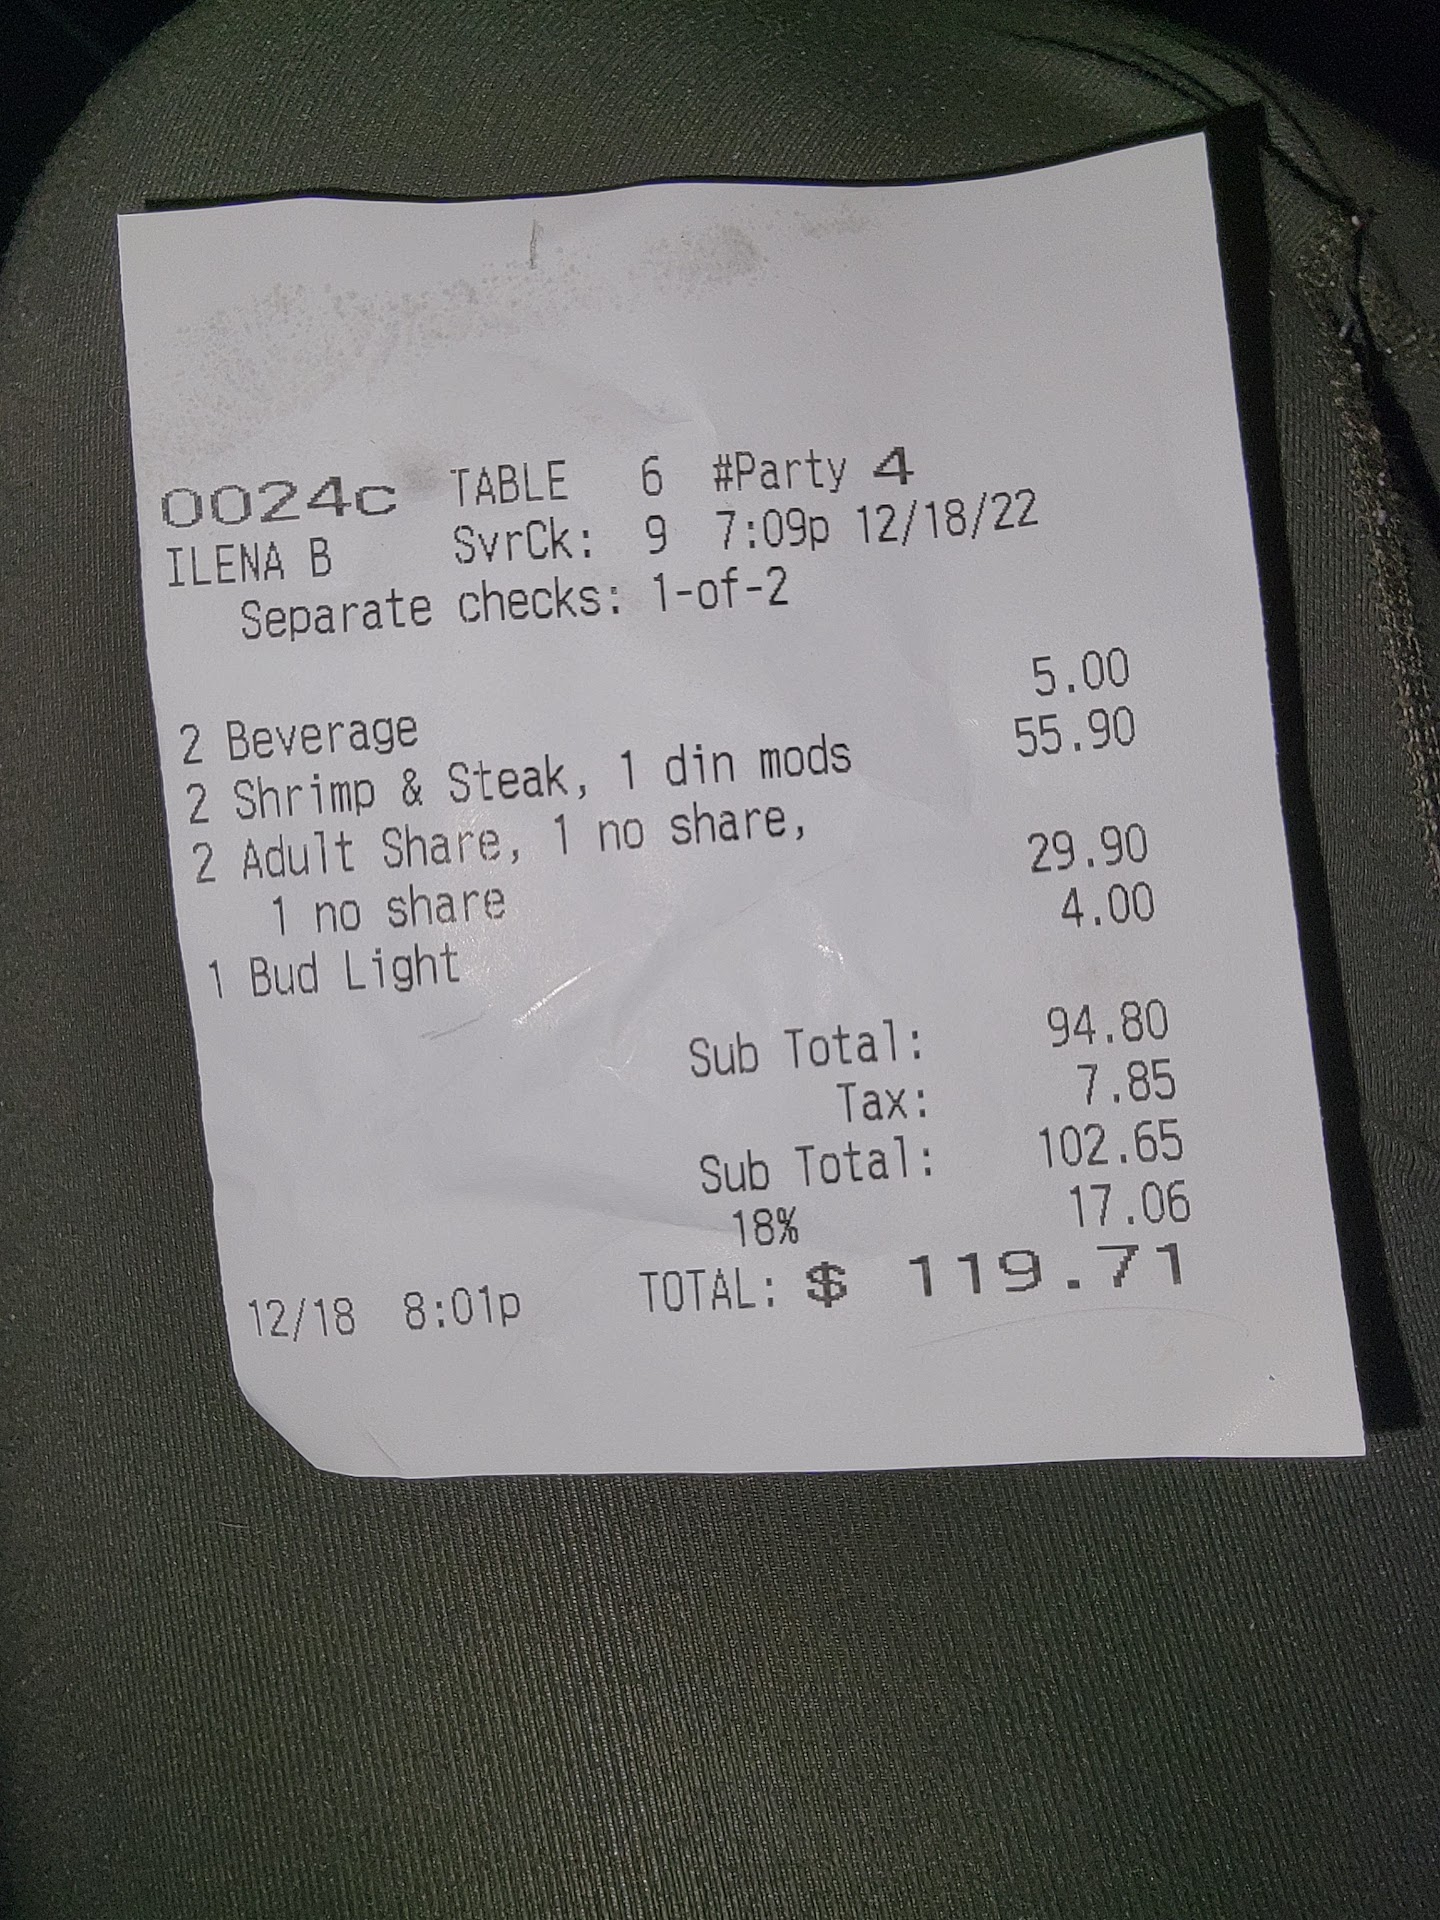 0024c TABLE 6 #Party 4
ILENA B SvrCk: 9 7:09p 12/18/22
Separate checks: 1-of-2
2 Beverage 5.00
2 Shrimp & Steak, 1 din mods 55.90
2 Adult Share, 1 no share,
1 no share 29.90
1 Bud Light 4.00
Sub Total: 94.80
Tax: 7.85
Sub Total: 102.65
18% 17.06
12/18 8:01p TOTAL: $ 119.71